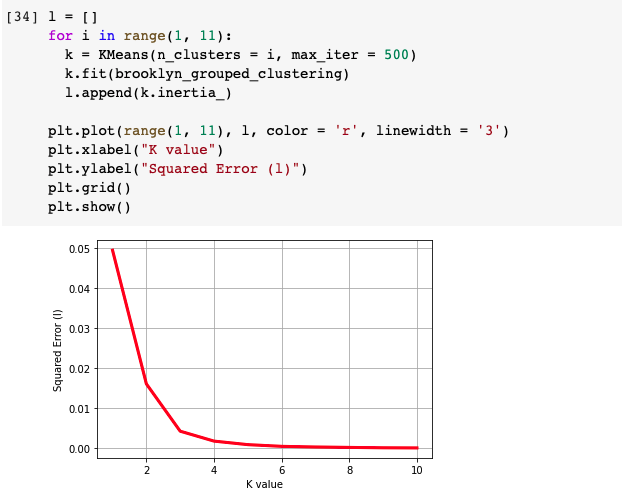 [34] l = []
for i in range(1, 11):
k = KMeans(n_clusters = i, max_iter = 500)
k.fit(brooklyn_grouped_clustering)
l.append(k.inertia_)
plt.plot(range(1, 11), l, color = 'r', linewidth = '3')
plt.xlabel("K value")
plt.ylabel("Squared Error (l)")
plt.grid()
plt.show()
0.05
0.04
0.03
0.02
0.01
0.00
Squared Error (l)
2 4 6 8 10
K value